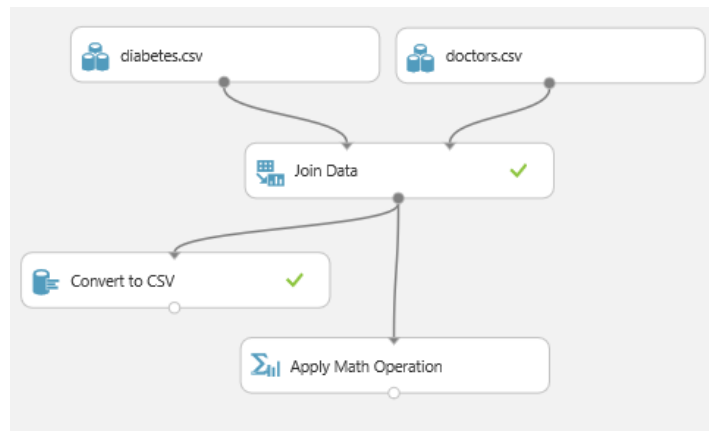 diabetes.csv
doctors.csv
Join Data
Convert to CSV
Apply Math Operation